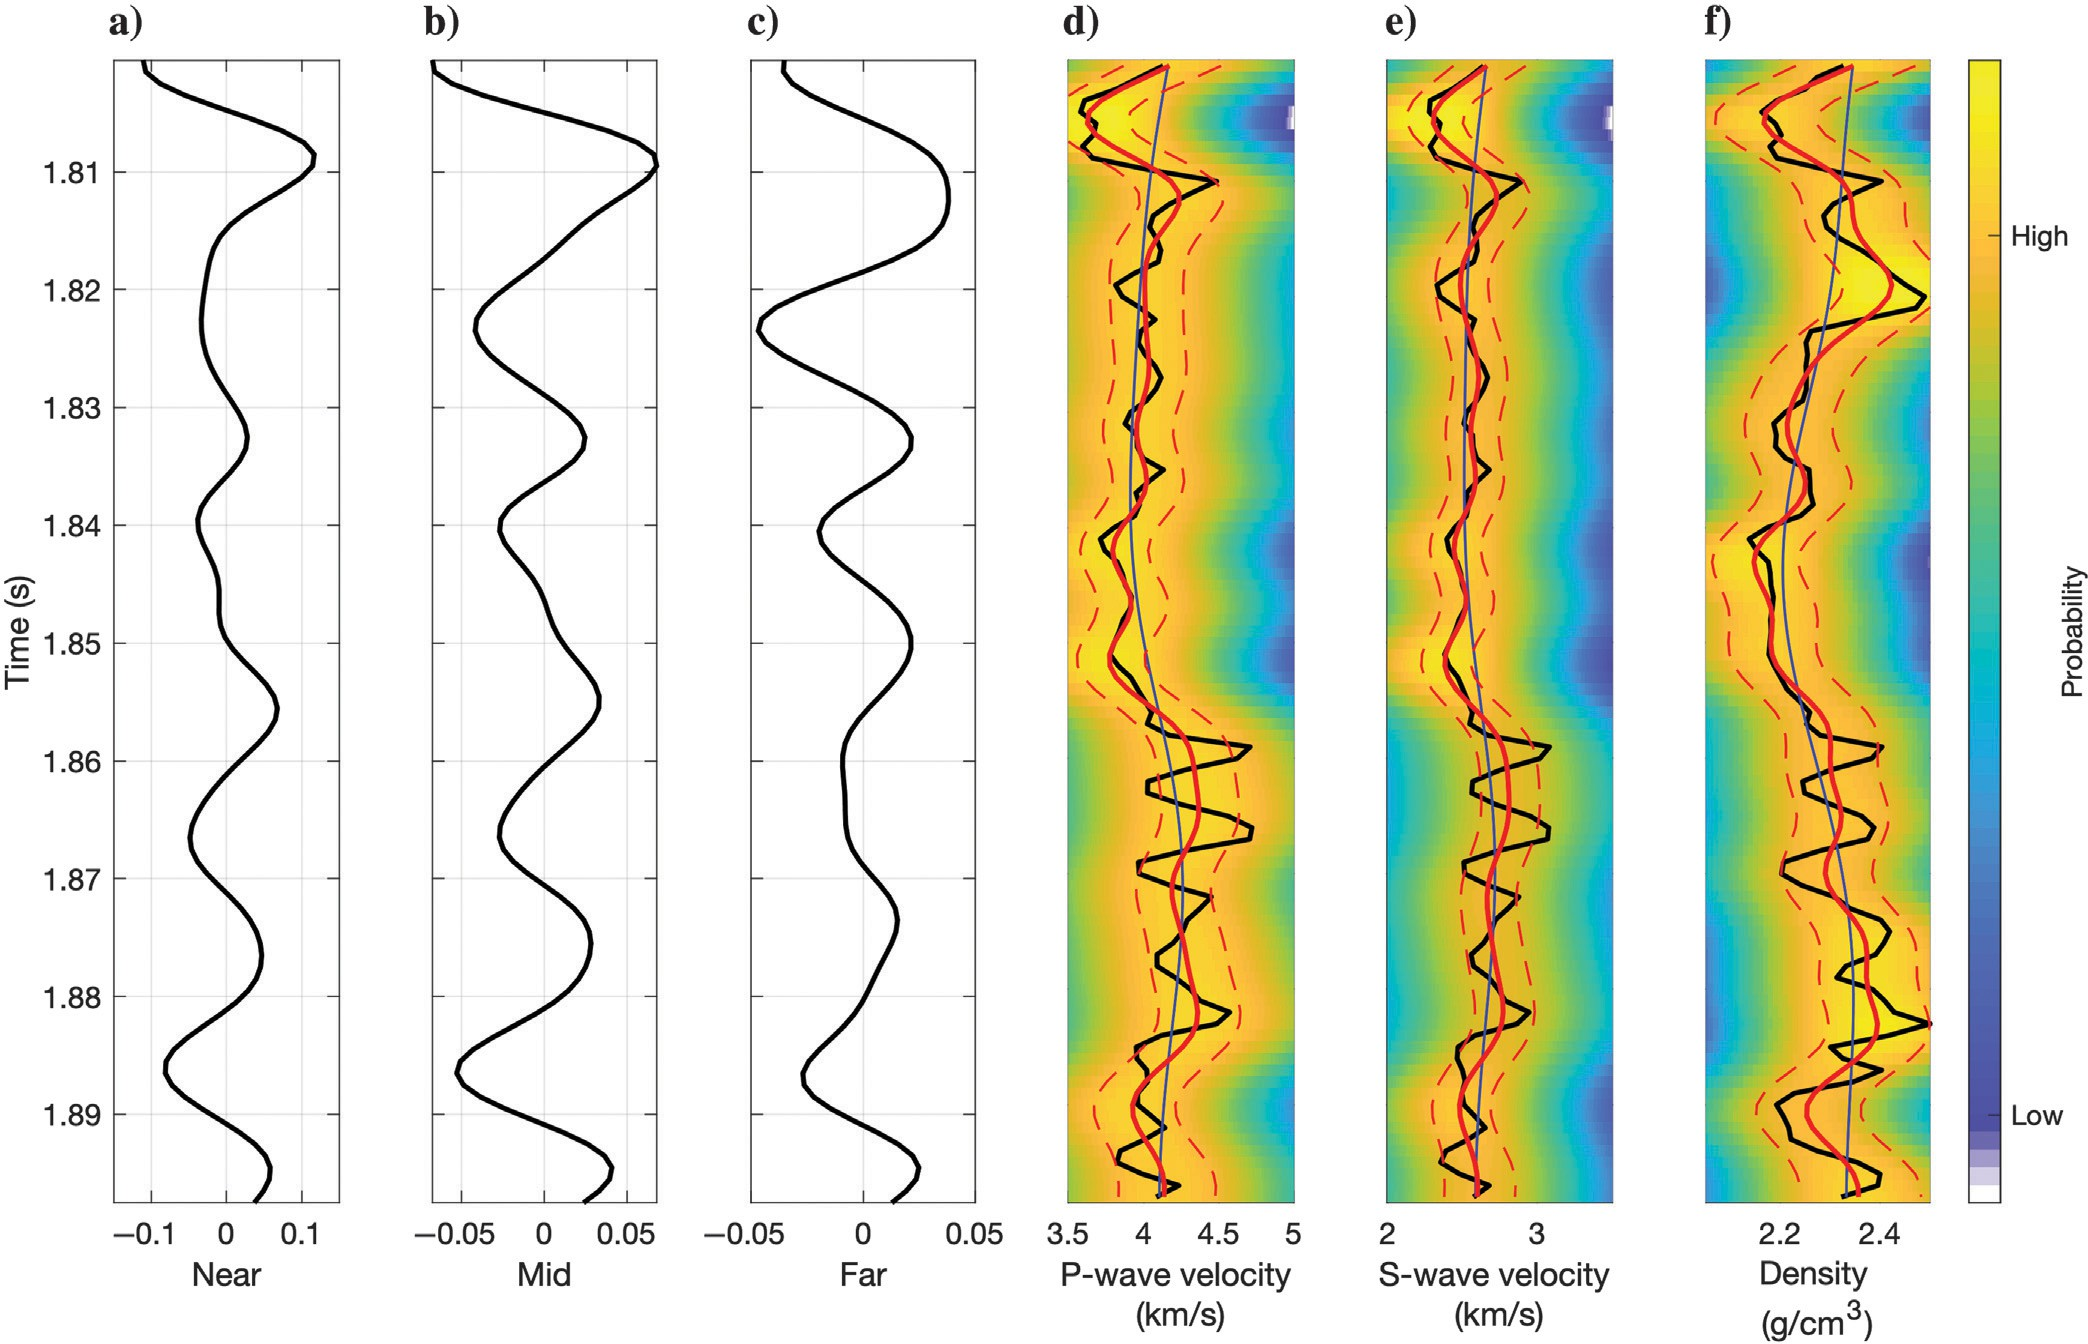 a) b) c) d) e) f)
1.81
1.82
1.83
1.84
1.85
1.86
1.87
1.88
1.89
Time (s)
−0.1 0 0.1
−0.05 0 0.05
−0.05 0 0.05
3.5 4 4.5 5
2 3
2.2 2.4
Near
Mid
Far
P-wave velocity
(km/s)
S-wave velocity
(km/s)
Density
(g/cm³)
High
Low
Probability